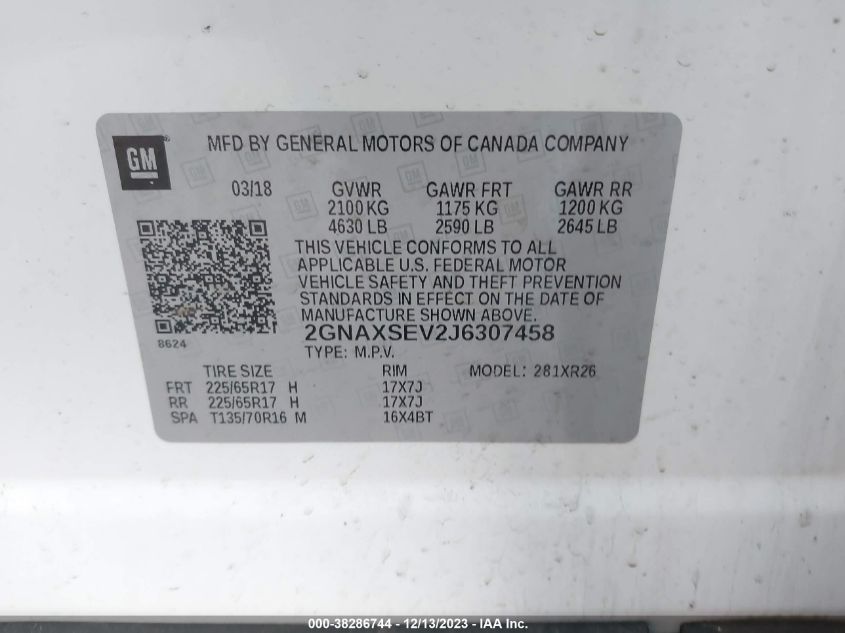 GM
MFD BY GENERAL MOTORS OF CANADA COMPANY
03/18 GVWR GAWR FRT GAWR RR
2100 KG 1175 KG 1200 KG
4630 LB 2590 LB 2645 LB
THIS VEHICLE CONFORMS TO ALL
APPLICABLE U.S. FEDERAL MOTOR
VEHICLE SAFETY AND THEFT PREVENTION
STANDARDS IN EFFECT ON THE DATE OF
MANUFACTURE SHOWN ABOVE.
2GNAXSEV2J6307458
8624
TYPE: M.P.V.
TIRE SIZE RIM MODEL: 281XR26
FRT 225/65R17 H 17X7J
RR 225/65R17 H 17X7J
SPA T135/70R16 M 16X4BT
000-38286744 / 12/13/2023 - IAA Inc.